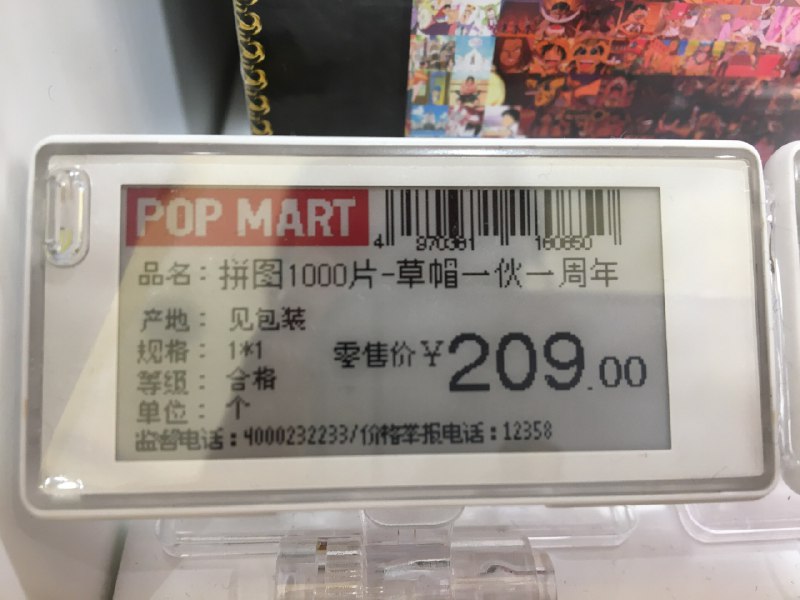 POP MART
4 970381 160650
品名：拼图1000片-草帽一伙一周年
产地：见包装
规格：1*1
零售价￥209.00
等级：合格
单位：个
监督电话：4000232233/价格举报电话：12358